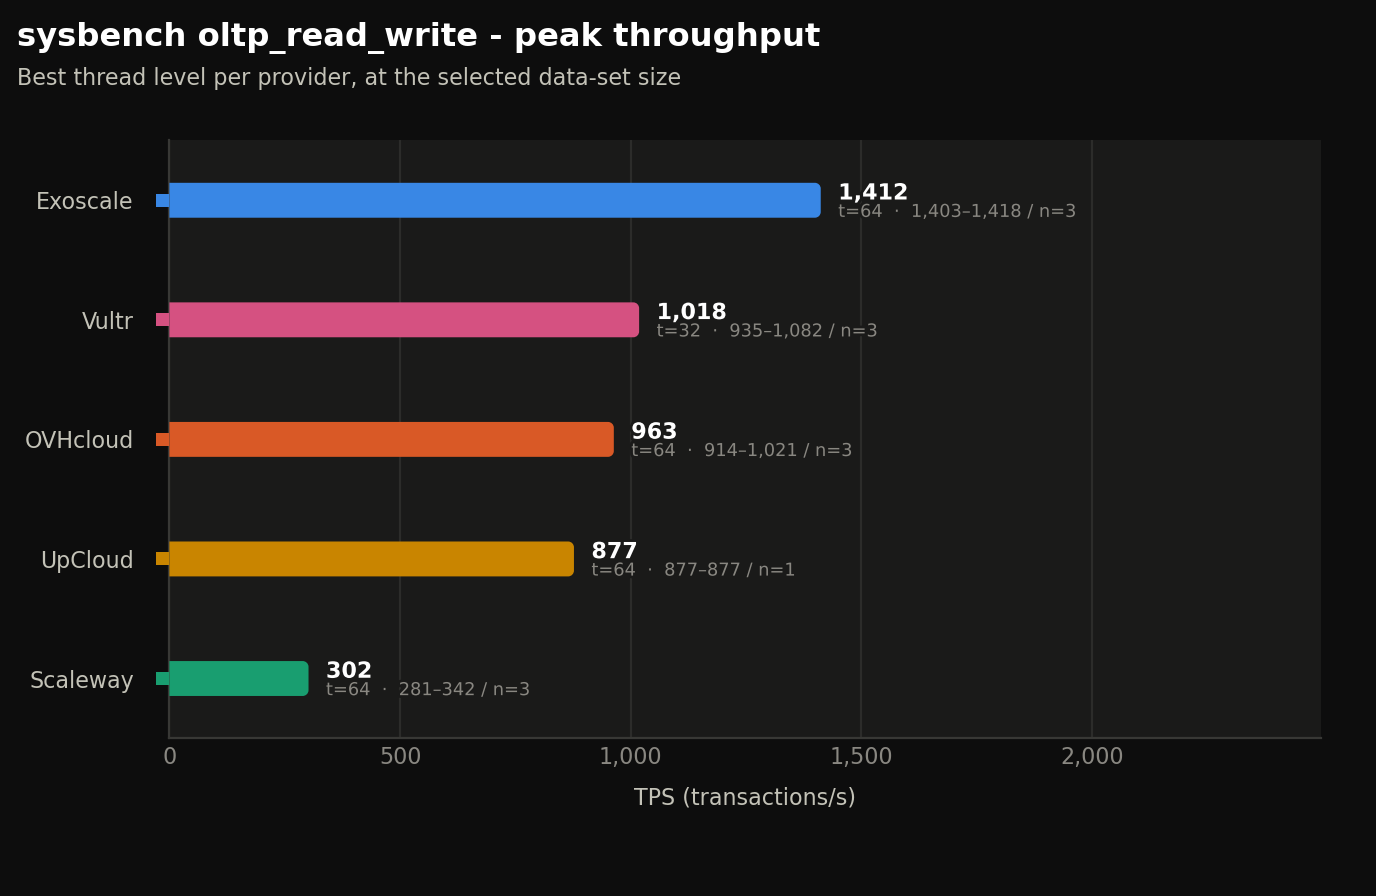 sysbench oltp_read_write - peak throughput
Best thread level per provider, at the selected data-set size
Exoscale
1,412
t=64 · 1,403–1,418 / n=3
Vultr
1,018
t=32 · 935–1,082 / n=3
OVHcloud
963
t=64 · 914–1,021 / n=3
UpCloud
877
t=64 · 877–877 / n=1
Scaleway
302
t=64 · 281–342 / n=3
0 500 1,000 1,500 2,000
TPS (transactions/s)